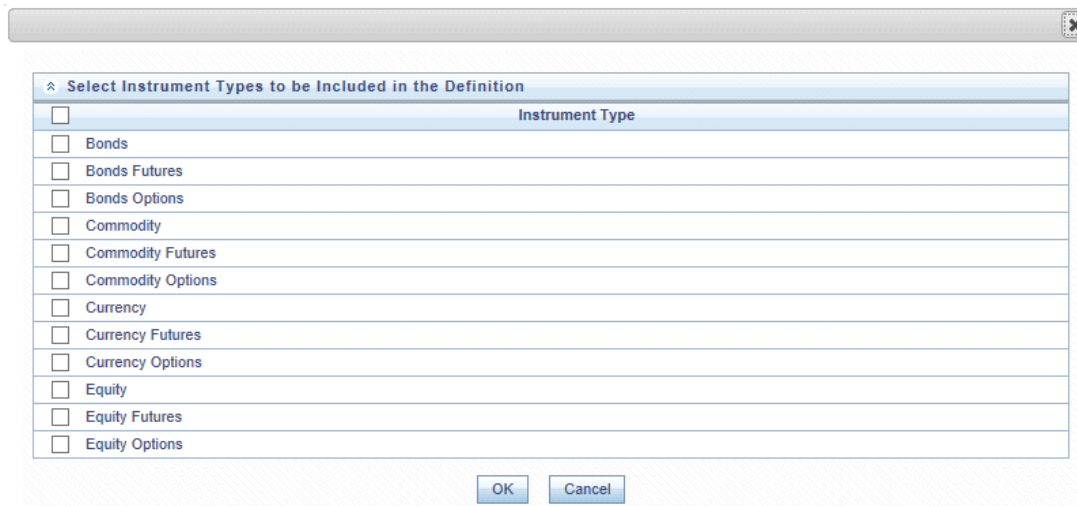 Select Instrument Types to be Included in the Definition
Instrument Type
Bonds
Bonds Futures
Bonds Options
Commodity
Commodity Futures
Commodity Options
Currency
Currency Futures
Currency Options
Equity
Equity Futures
Equity Options
OK Cancel